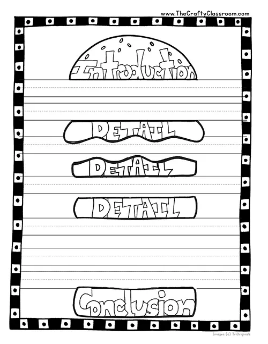 www.TheCraftyClassroom.com
Introduction
DETAIL
DETAIL
DETAIL
Conclusion